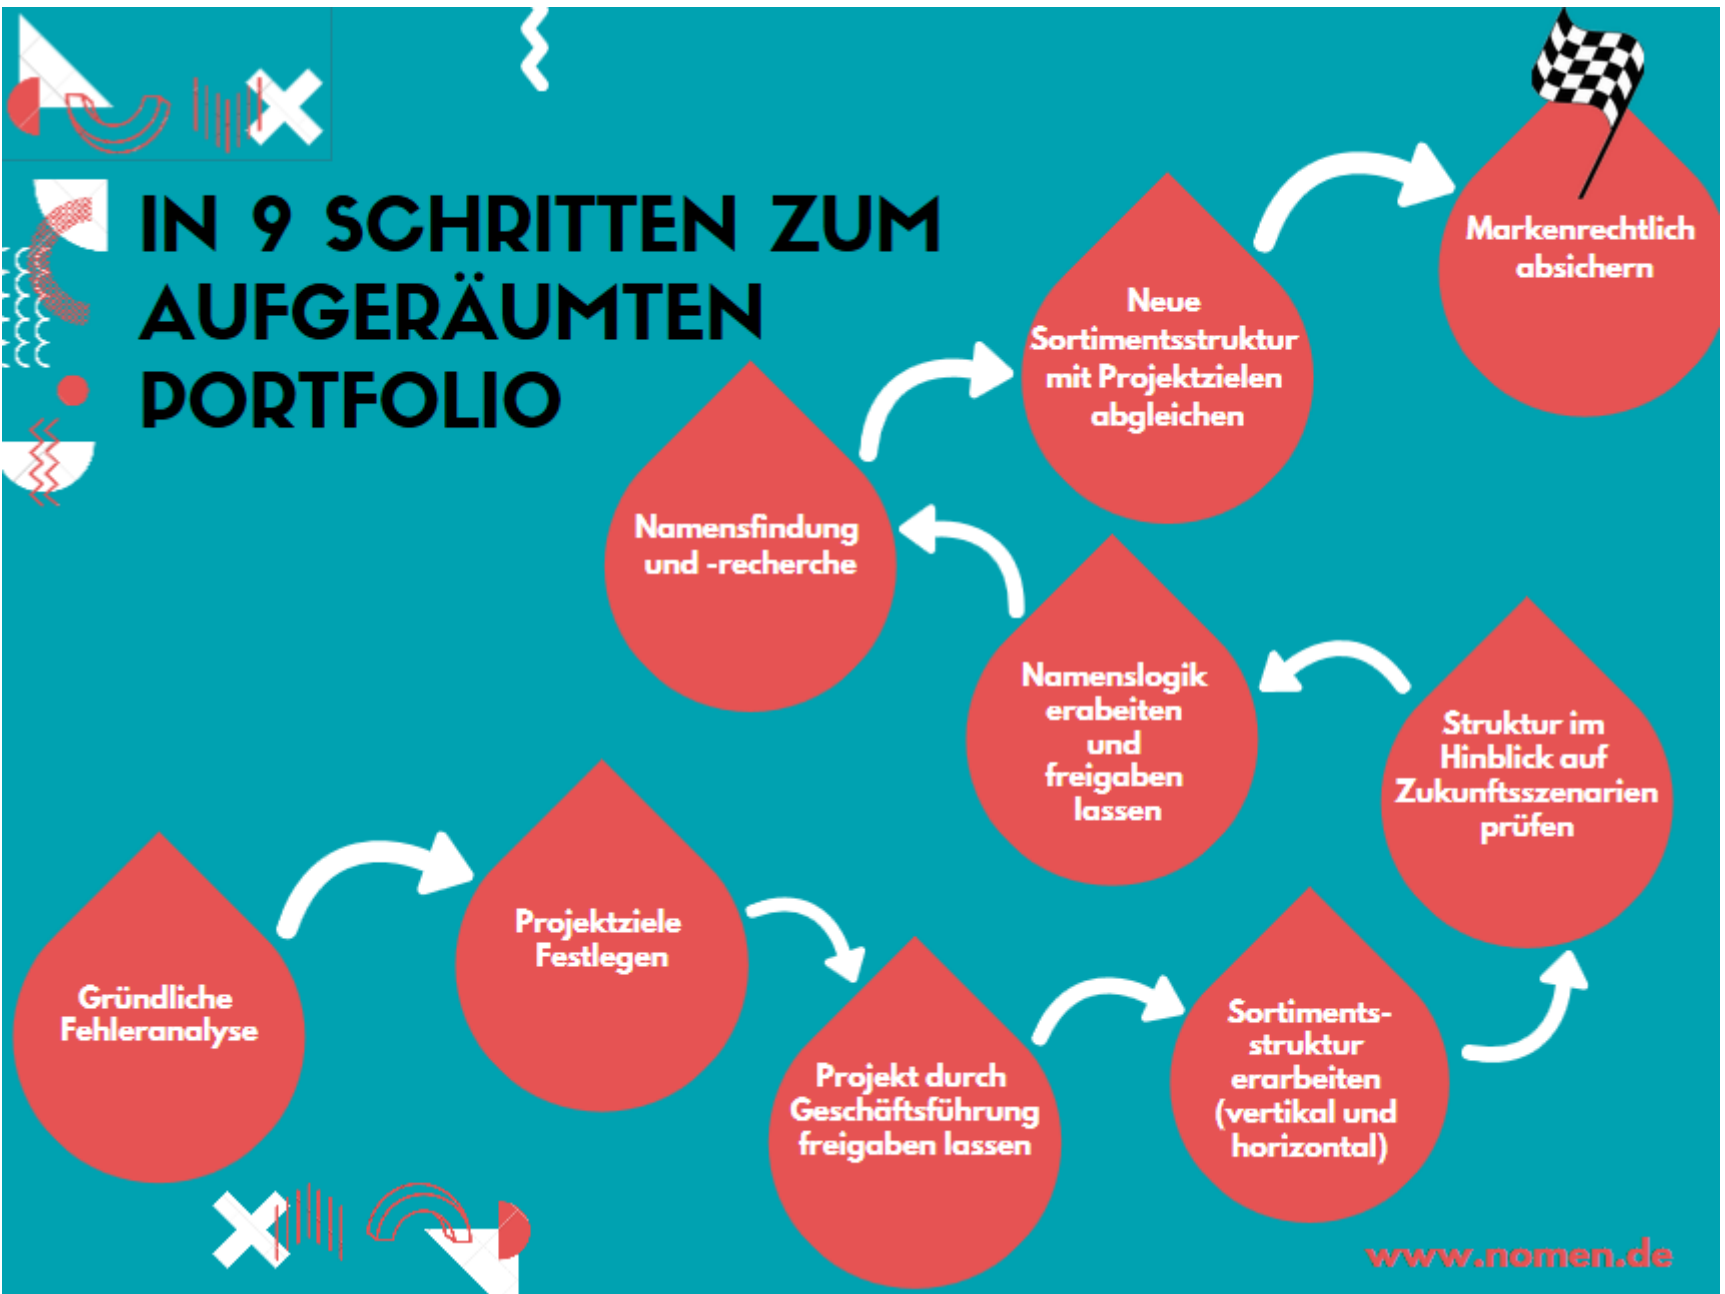 IN 9 SCHRITTEN ZUM
AUFGERÄUMTEN
PORTFOLIO
Gründliche
Fehleranalyse
Projektziele
Festlegen
Projekt durch
Geschäftsführung
freigaben lassen
Sortiments-
struktur
erarbeiten
(vertikal und
horizontal)
Struktur im
Hinblick auf
Zukunftsszenarien
prüfen
Namenslogik
erabeiten
und
freigaben
lassen
Namensfindung
und -recherche
Neue
Sortimentsstruktur
mit Projektzielen
abgleichen
Markenrechtlich
absichern
www.nomen.de